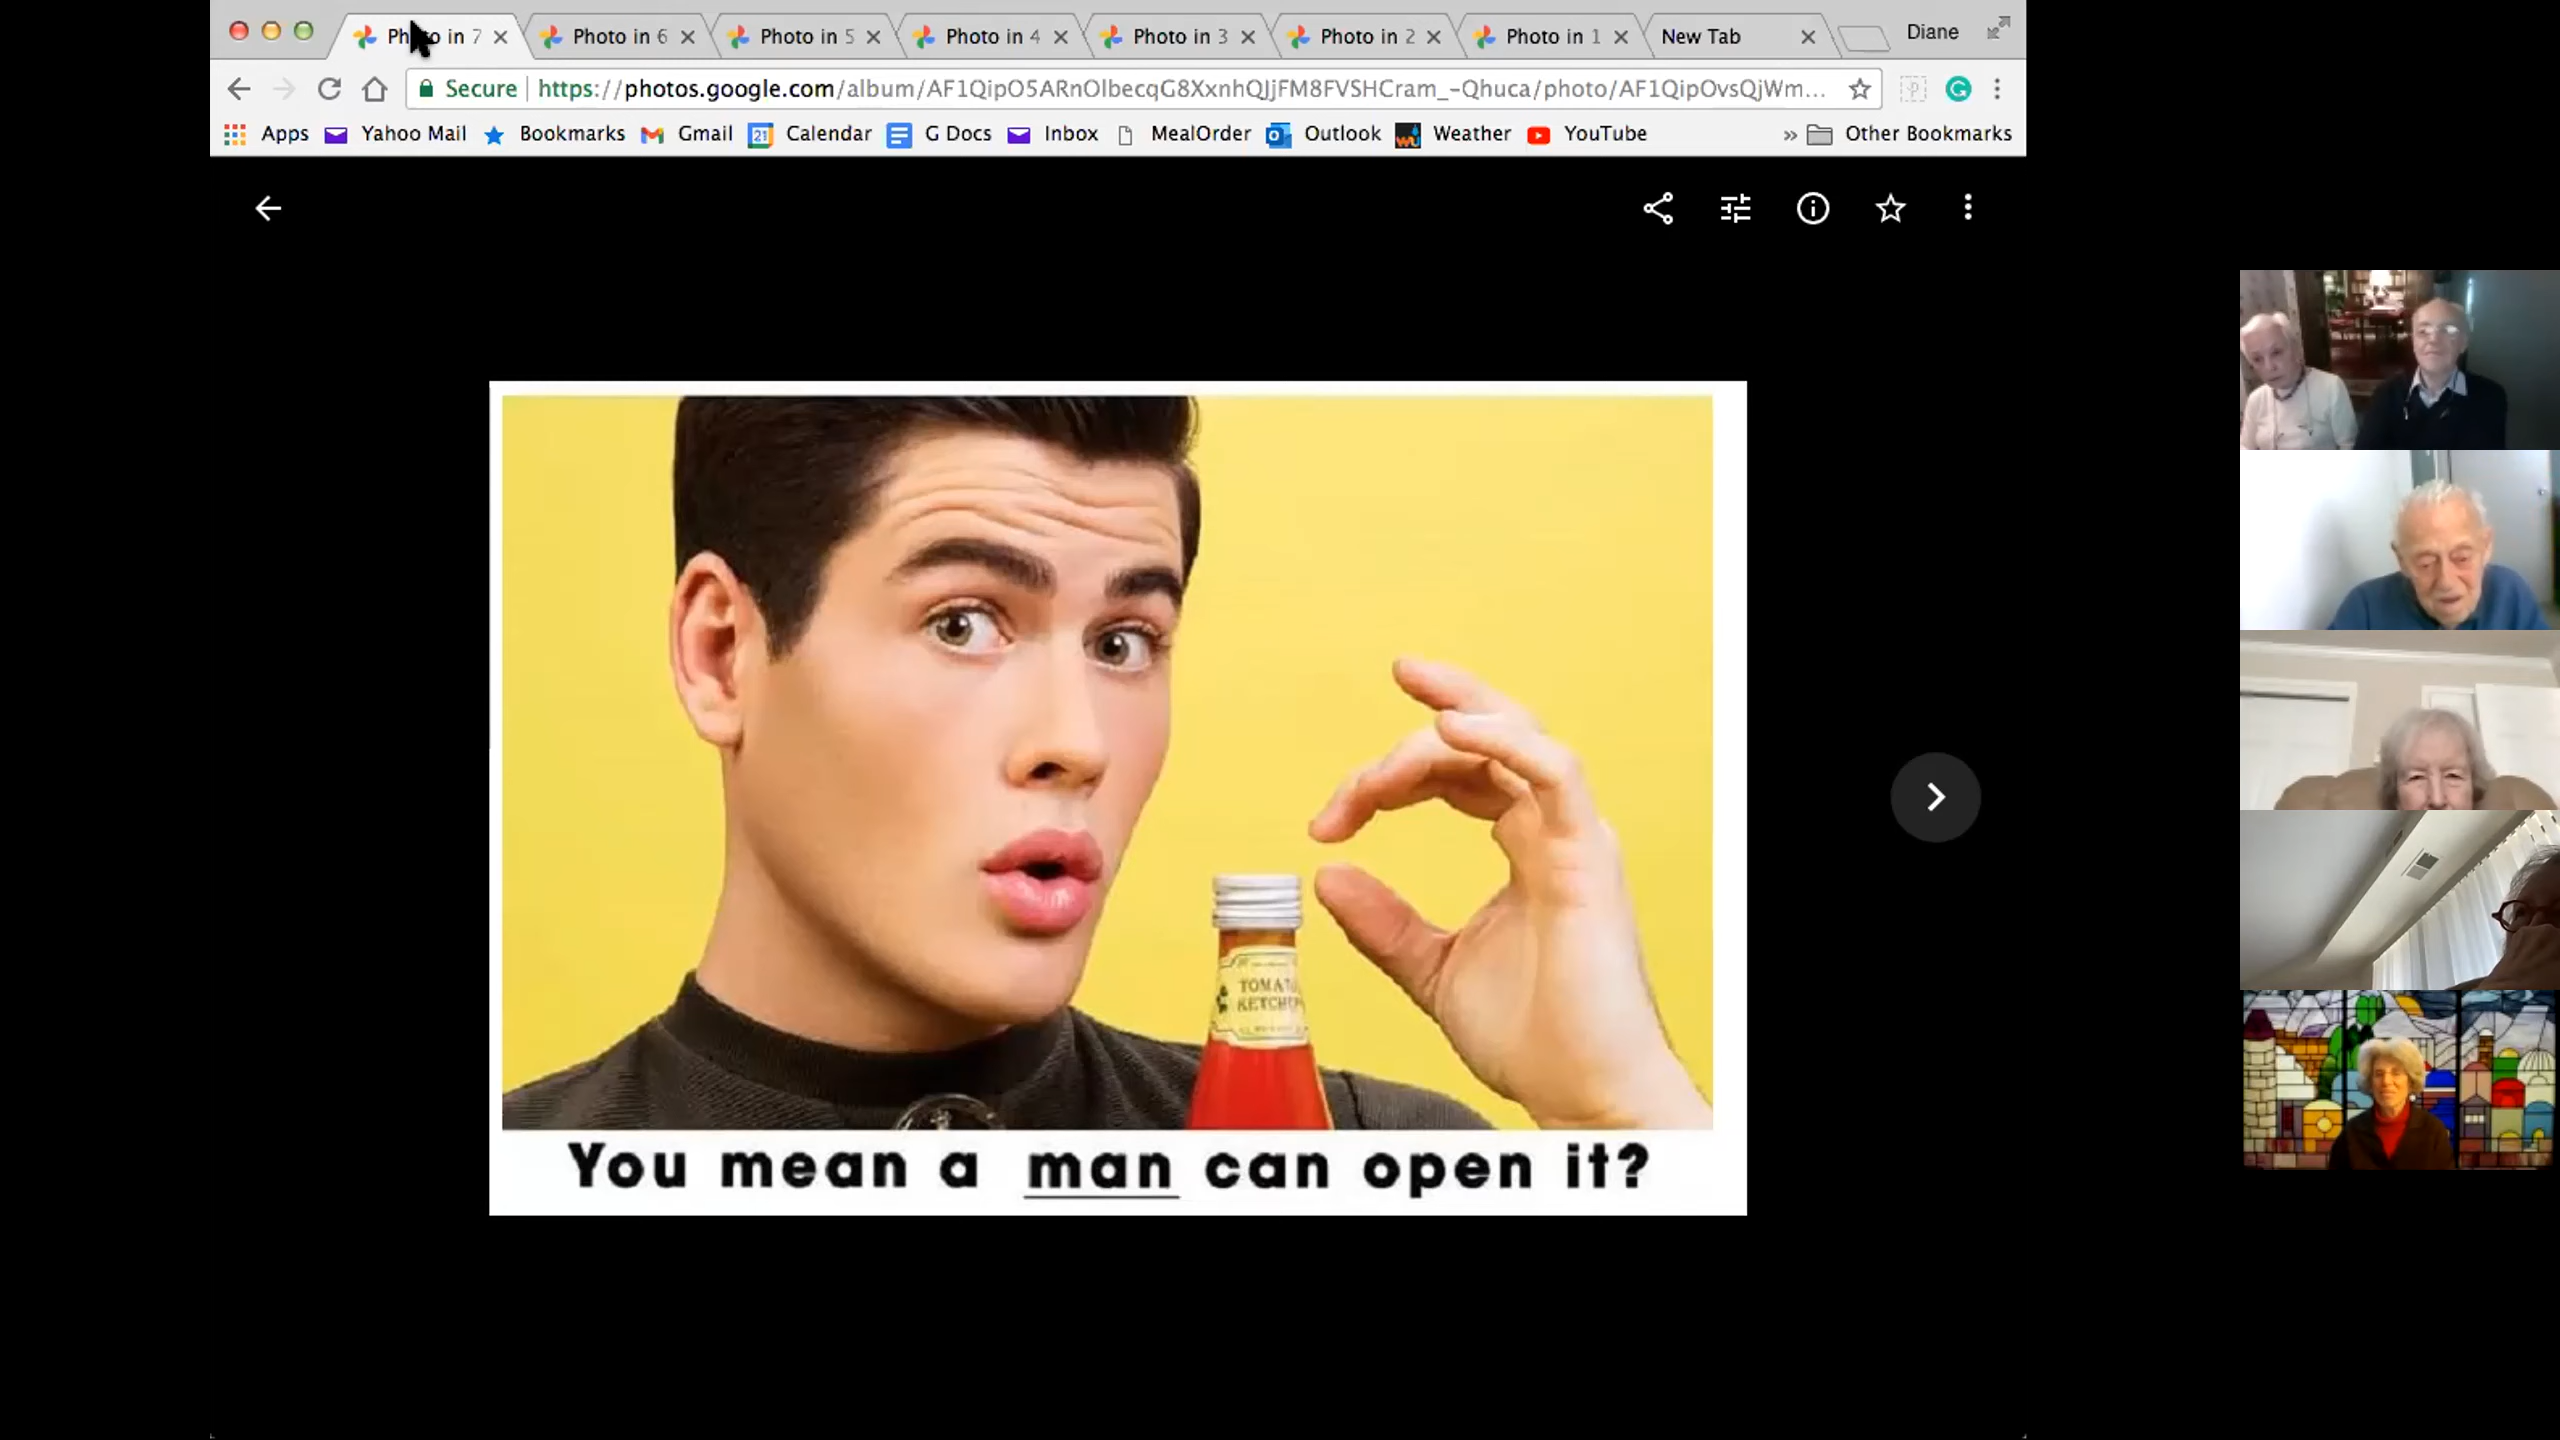 Photo in 7
Photo in 6
Photo in 5
Photo in 4
Photo in 3
Photo in 2
Photo in 1
New Tab
Diane
Secure
https://photos.google.com/album/AF1QipO5ARnOlbecqG8XxnhQJjFM8FVSHCram_-Qhuca/photo/AF1QipOvsQjWm...
Apps
Yahoo Mail
Bookmarks
Gmail
21
Calendar
G Docs
Inbox
MealOrder
Outlook
Weather
YouTube
»
Other Bookmarks
TOMATO
KETCHUP
You mean a man can open it?